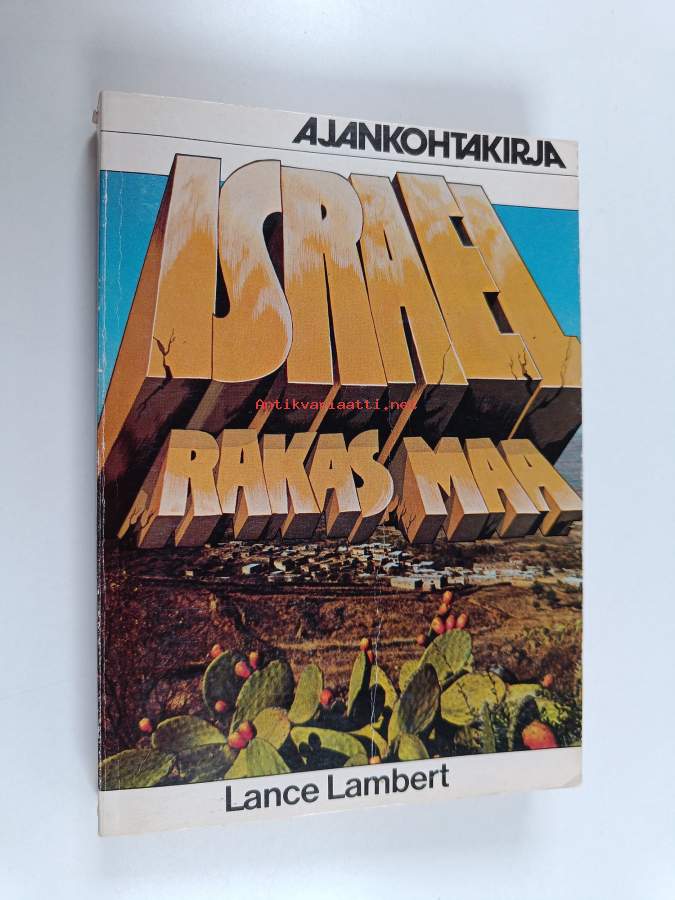 AJANKOHTAKIRJA
ISRAEL
Antikvariaatti.net
RAKAS MAA
Lance Lambert